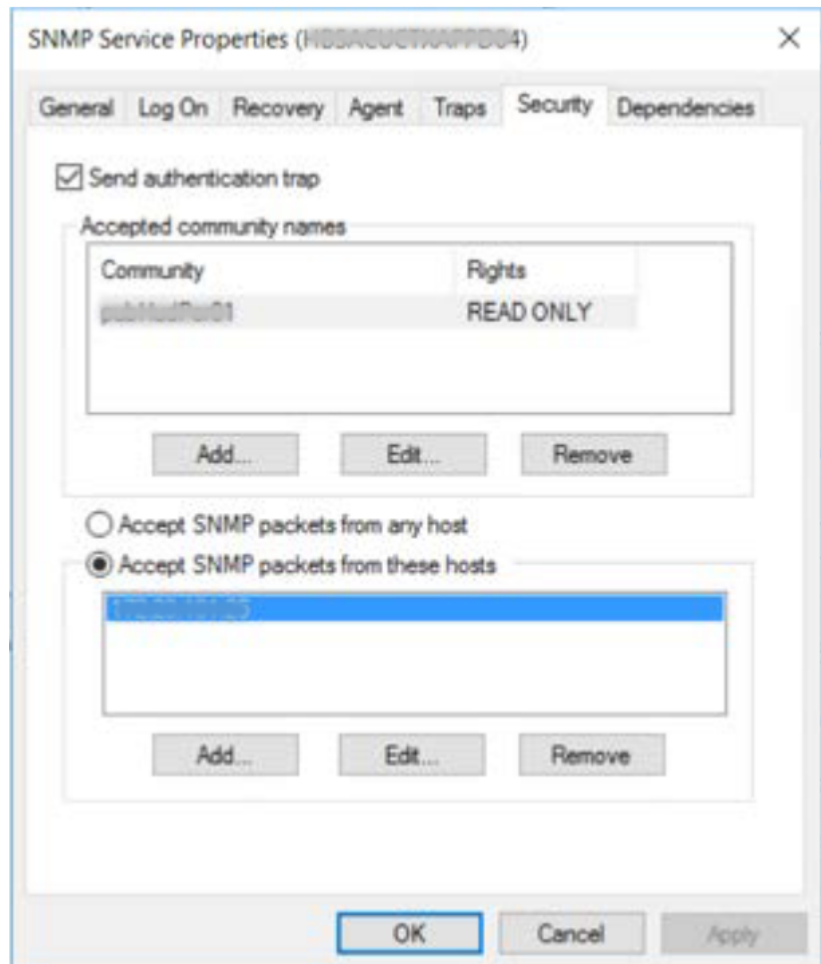 SNMP Service Properties ( 4)
General Log On Recovery Agent Traps Security Dependencies
Send authentication trap
Accepted community names
Community Rights
READ ONLY
Add... Edit... Remove
Accept SNMP packets from any host
Accept SNMP packets from these hosts
Add... Edit... Remove
OK Cancel Apply